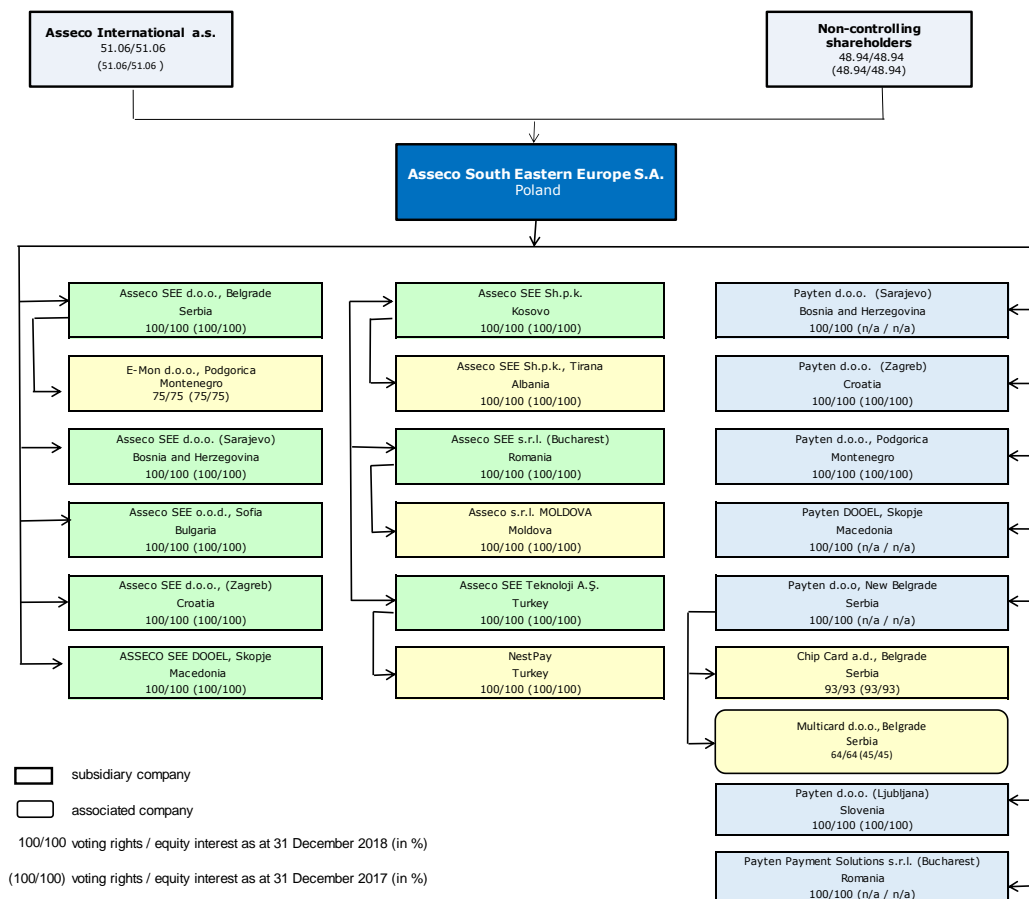 Asseco International a.s.
51.06/51.06
(51.06/51.06 )
Non-controlling
shareholders
48.94/48.94
(48.94/48.94)
Asseco South Eastern Europe S.A.
Poland
Asseco SEE d.o.o., Belgrade
Serbia
100/100 (100/100)
E-Mon d.o.o., Podgorica
Montenegro
75/75 (75/75)
Asseco SEE d.o.o. (Sarajevo)
Bosnia and Herzegovina
100/100 (100/100)
Asseco SEE o.o.d., Sofia
Bulgaria
100/100 (100/100)
Asseco SEE d.o.o., (Zagreb)
Croatia
100/100 (100/100)
ASSECO SEE DOOEL, Skopje
Macedonia
100/100 (100/100)
Asseco SEE Sh.p.k.
Kosovo
100/100 (100/100)
Asseco SEE Sh.p.k., Tirana
Albania
100/100 (100/100)
Asseco SEE s.r.l. (Bucharest)
Romania
100/100 (100/100)
Asseco s.r.l. MOLDOVA
Moldova
100/100 (100/100)
Asseco SEE Teknoloji A.Ş.
Turkey
100/100 (100/100)
NestPay
Turkey
100/100 (100/100)
Payten d.o.o. (Sarajevo)
Bosnia and Herzegovina
100/100 (n/a / n/a)
Payten d.o.o. (Zagreb)
Croatia
100/100 (100/100)
Payten d.o.o., Podgorica
Montenegro
100/100 (100/100)
Payten DOOEL, Skopje
Macedonia
100/100 (n/a / n/a)
Payten d.o.o, New Belgrade
Serbia
100/100 (n/a / n/a)
Chip Card a.d., Belgrade
Serbia
93/93 (93/93)
Multicard d.o.o., Belgrade
Serbia
64/64 (45/45)
Payten d.o.o. (Ljubljana)
Slovenia
100/100 (100/100)
Payten Payment Solutions s.r.l. (Bucharest)
Romania
100/100 (n/a / n/a)
subsidiary company
associated company
100/100 voting rights / equity interest as at 31 December 2018 (in %)
(100/100) voting rights / equity interest as at 31 December 2017 (in %)